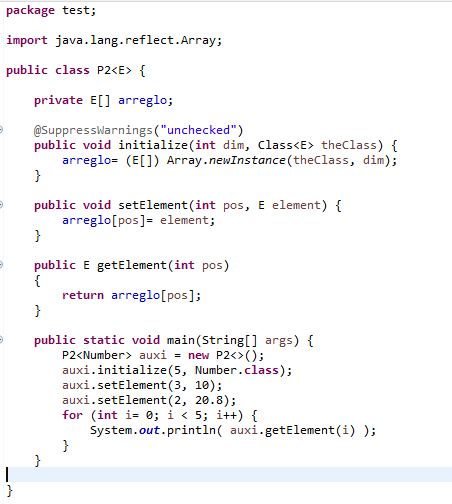 package test;
import java.lang.reflect.Array;
public class P2<E> {
private E[] arreglo;
@SuppressWarnings("unchecked")
public void initialize(int dim, Class<E> theClass) {
arreglo= (E[]) Array.newInstance(theClass, dim);
}
public void setElement(int pos, E element) {
arreglo[pos]= element;
}
public E getElement(int pos)
{
return arreglo[pos];
}
public static void main(String[] args) {
P2<Number> auxi = new P2<>();
auxi.initialize(5, Number.class);
auxi.setElement(3, 10);
auxi.setElement(2, 20.8);
for (int i= 0; i < 5; i++) {
System.out.println( auxi.getElement(i) );
}
}
}